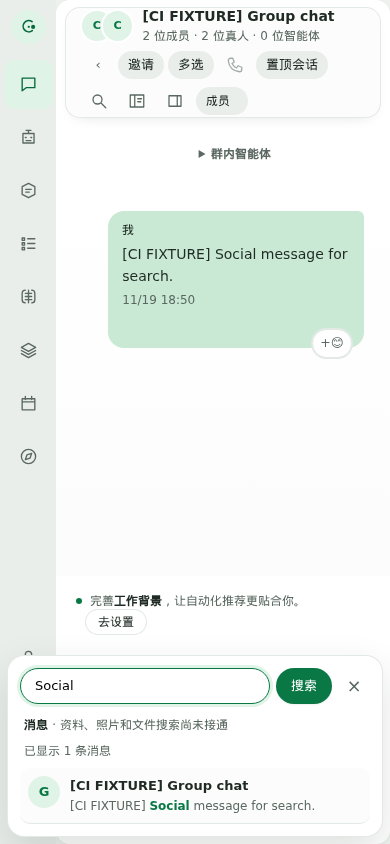 [CI FIXTURE] Group chat
C C
2 位成员 · 2 位真人 · 0 位智能体
‹ 邀请 多选 置顶会话
成员
▶ 群内智能体
我
[CI FIXTURE] Social message for
search.
11/19 18:50
+😊
完善工作背景，让自动化推荐更贴合你。
去设置
Social 搜索 ×
消息 · 资料、照片和文件搜索尚未接通
已显示 1 条消息
G [CI FIXTURE] Group chat
[CI FIXTURE] Social message for search.